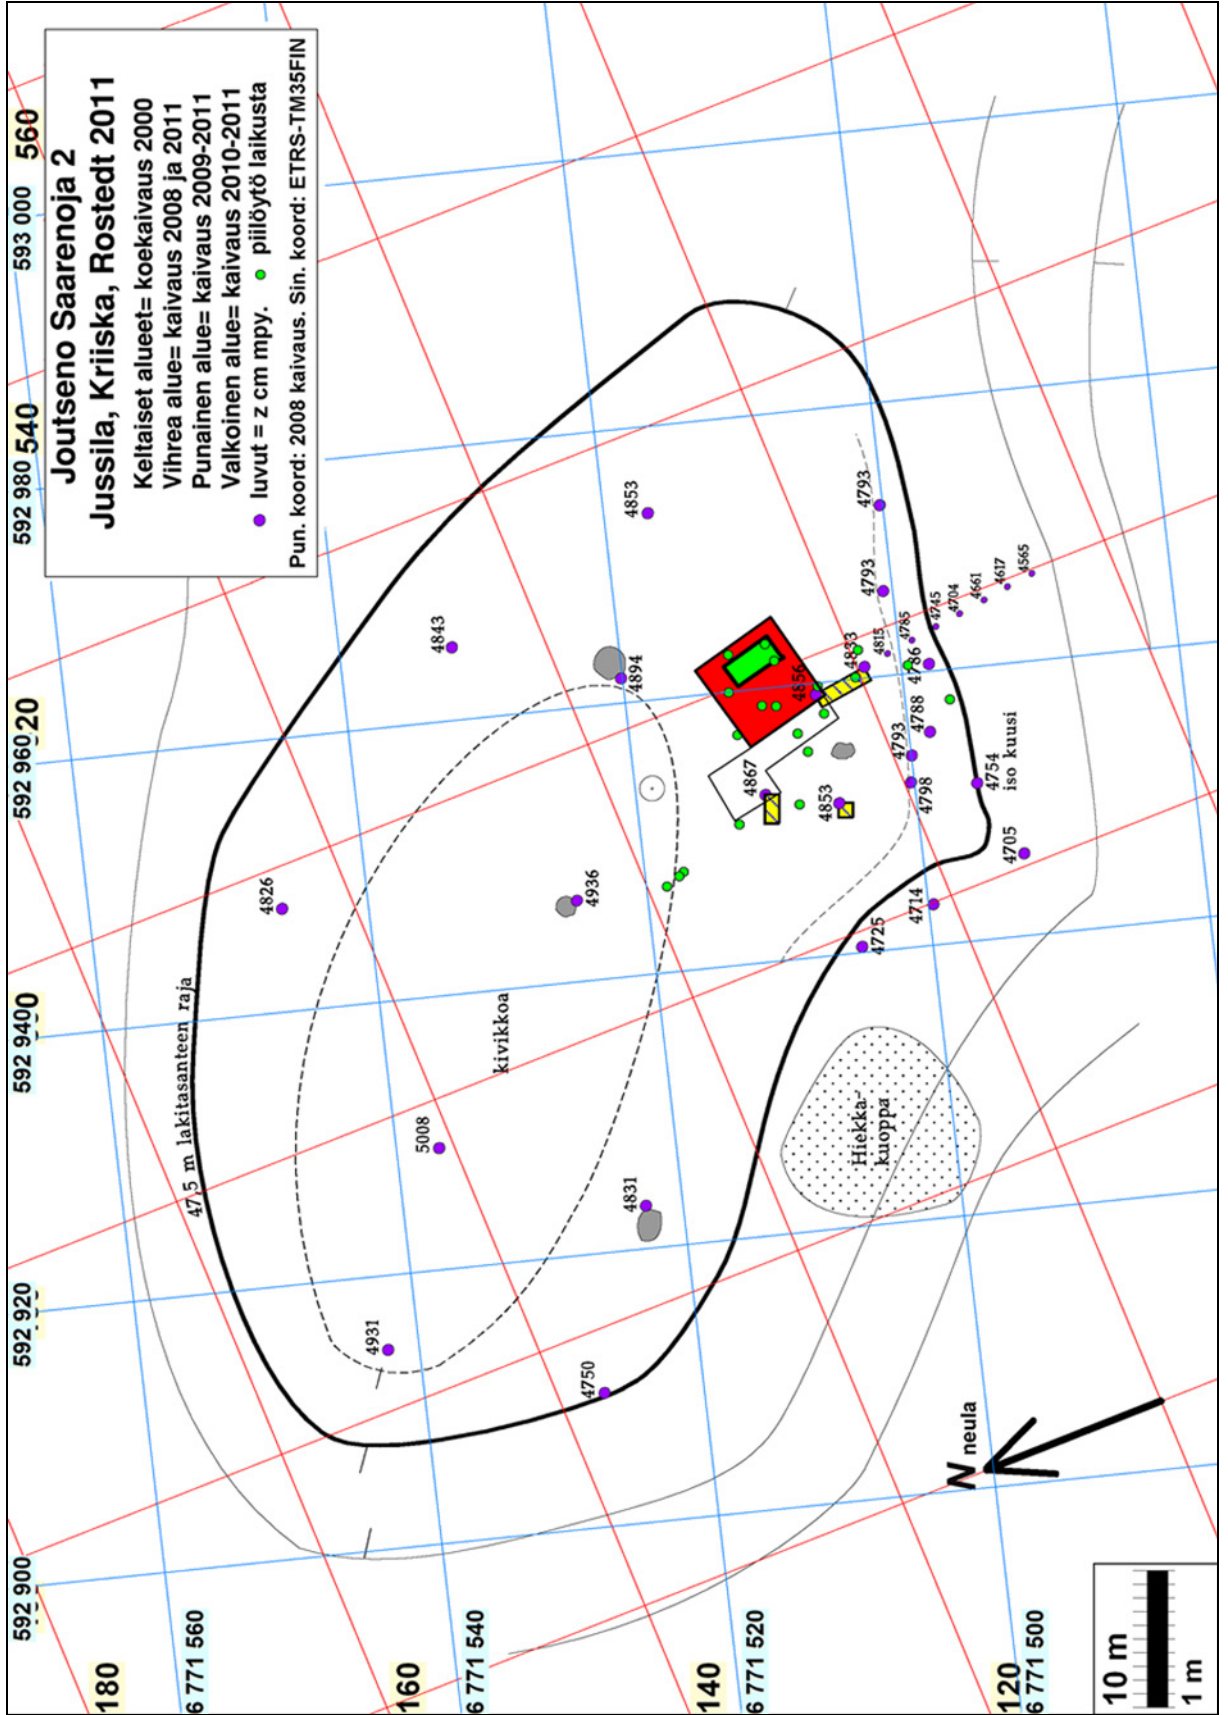 Joutseno Saarenoja 2
Jussila, Kriiska, Rostedt 2011
Keltaiset alueet= koekaivaus 2000
Vihrea alue= kaivaus 2008 ja 2011
Punainen alue= kaivaus 2009-2011
Valkoinen alue= kaivaus 2010-2011
luvut = z cm mpy. piilöytö laikusta
Pun. koord: 2008 kaivaus. Sin. koord: ETRS-TM35FIN
592 900
592 920
592 9400
592 960
592 980
540
593 000
560
180
6 771 560
160
6 771 540
140
6 771 520
120
6 771 500
47,5 m lakitasanteen raja
kivikkoa
Hiekka-
kuoppa
iso kuusi
4826
4843
4853
4894
4936
5008
4931
4831
4750
4856
4867
4853
4833
4815
4785
4745
4704
4661
4617
4565
4793
4793
4786
4788
4793
4798
4754
4705
4714
4725
N neula
10 m
1 m